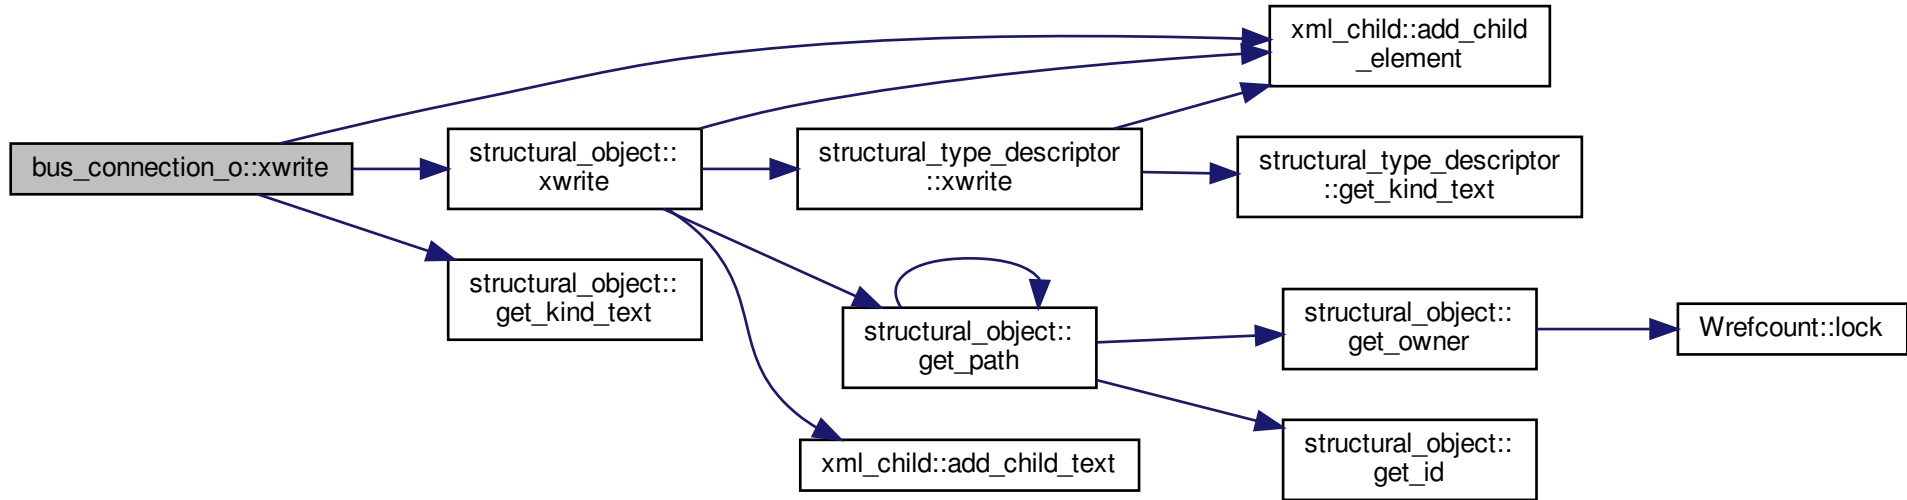 bus_connection_o::xwrite
structural_object::
xwrite
structural_object::
get_kind_text
xml_child::add_child
_element
structural_type_descriptor
::xwrite
structural_type_descriptor
::get_kind_text
structural_object::
get_path
xml_child::add_child_text
structural_object::
get_owner
structural_object::
get_id
Wrefcount::lock